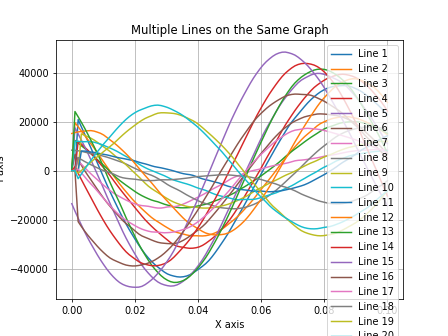 Multiple Lines on the Same Graph
40000
20000
0
−20000
−40000
0.00
0.02
0.04
0.06
X axis
Line 1
Line 2
Line 3
Line 4
Line 5
Line 6
Line 7
Line 8
Line 9
Line 10
Line 11
Line 12
Line 13
Line 14
Line 15
Line 16
Line 17
Line 18
Line 19
Line 20